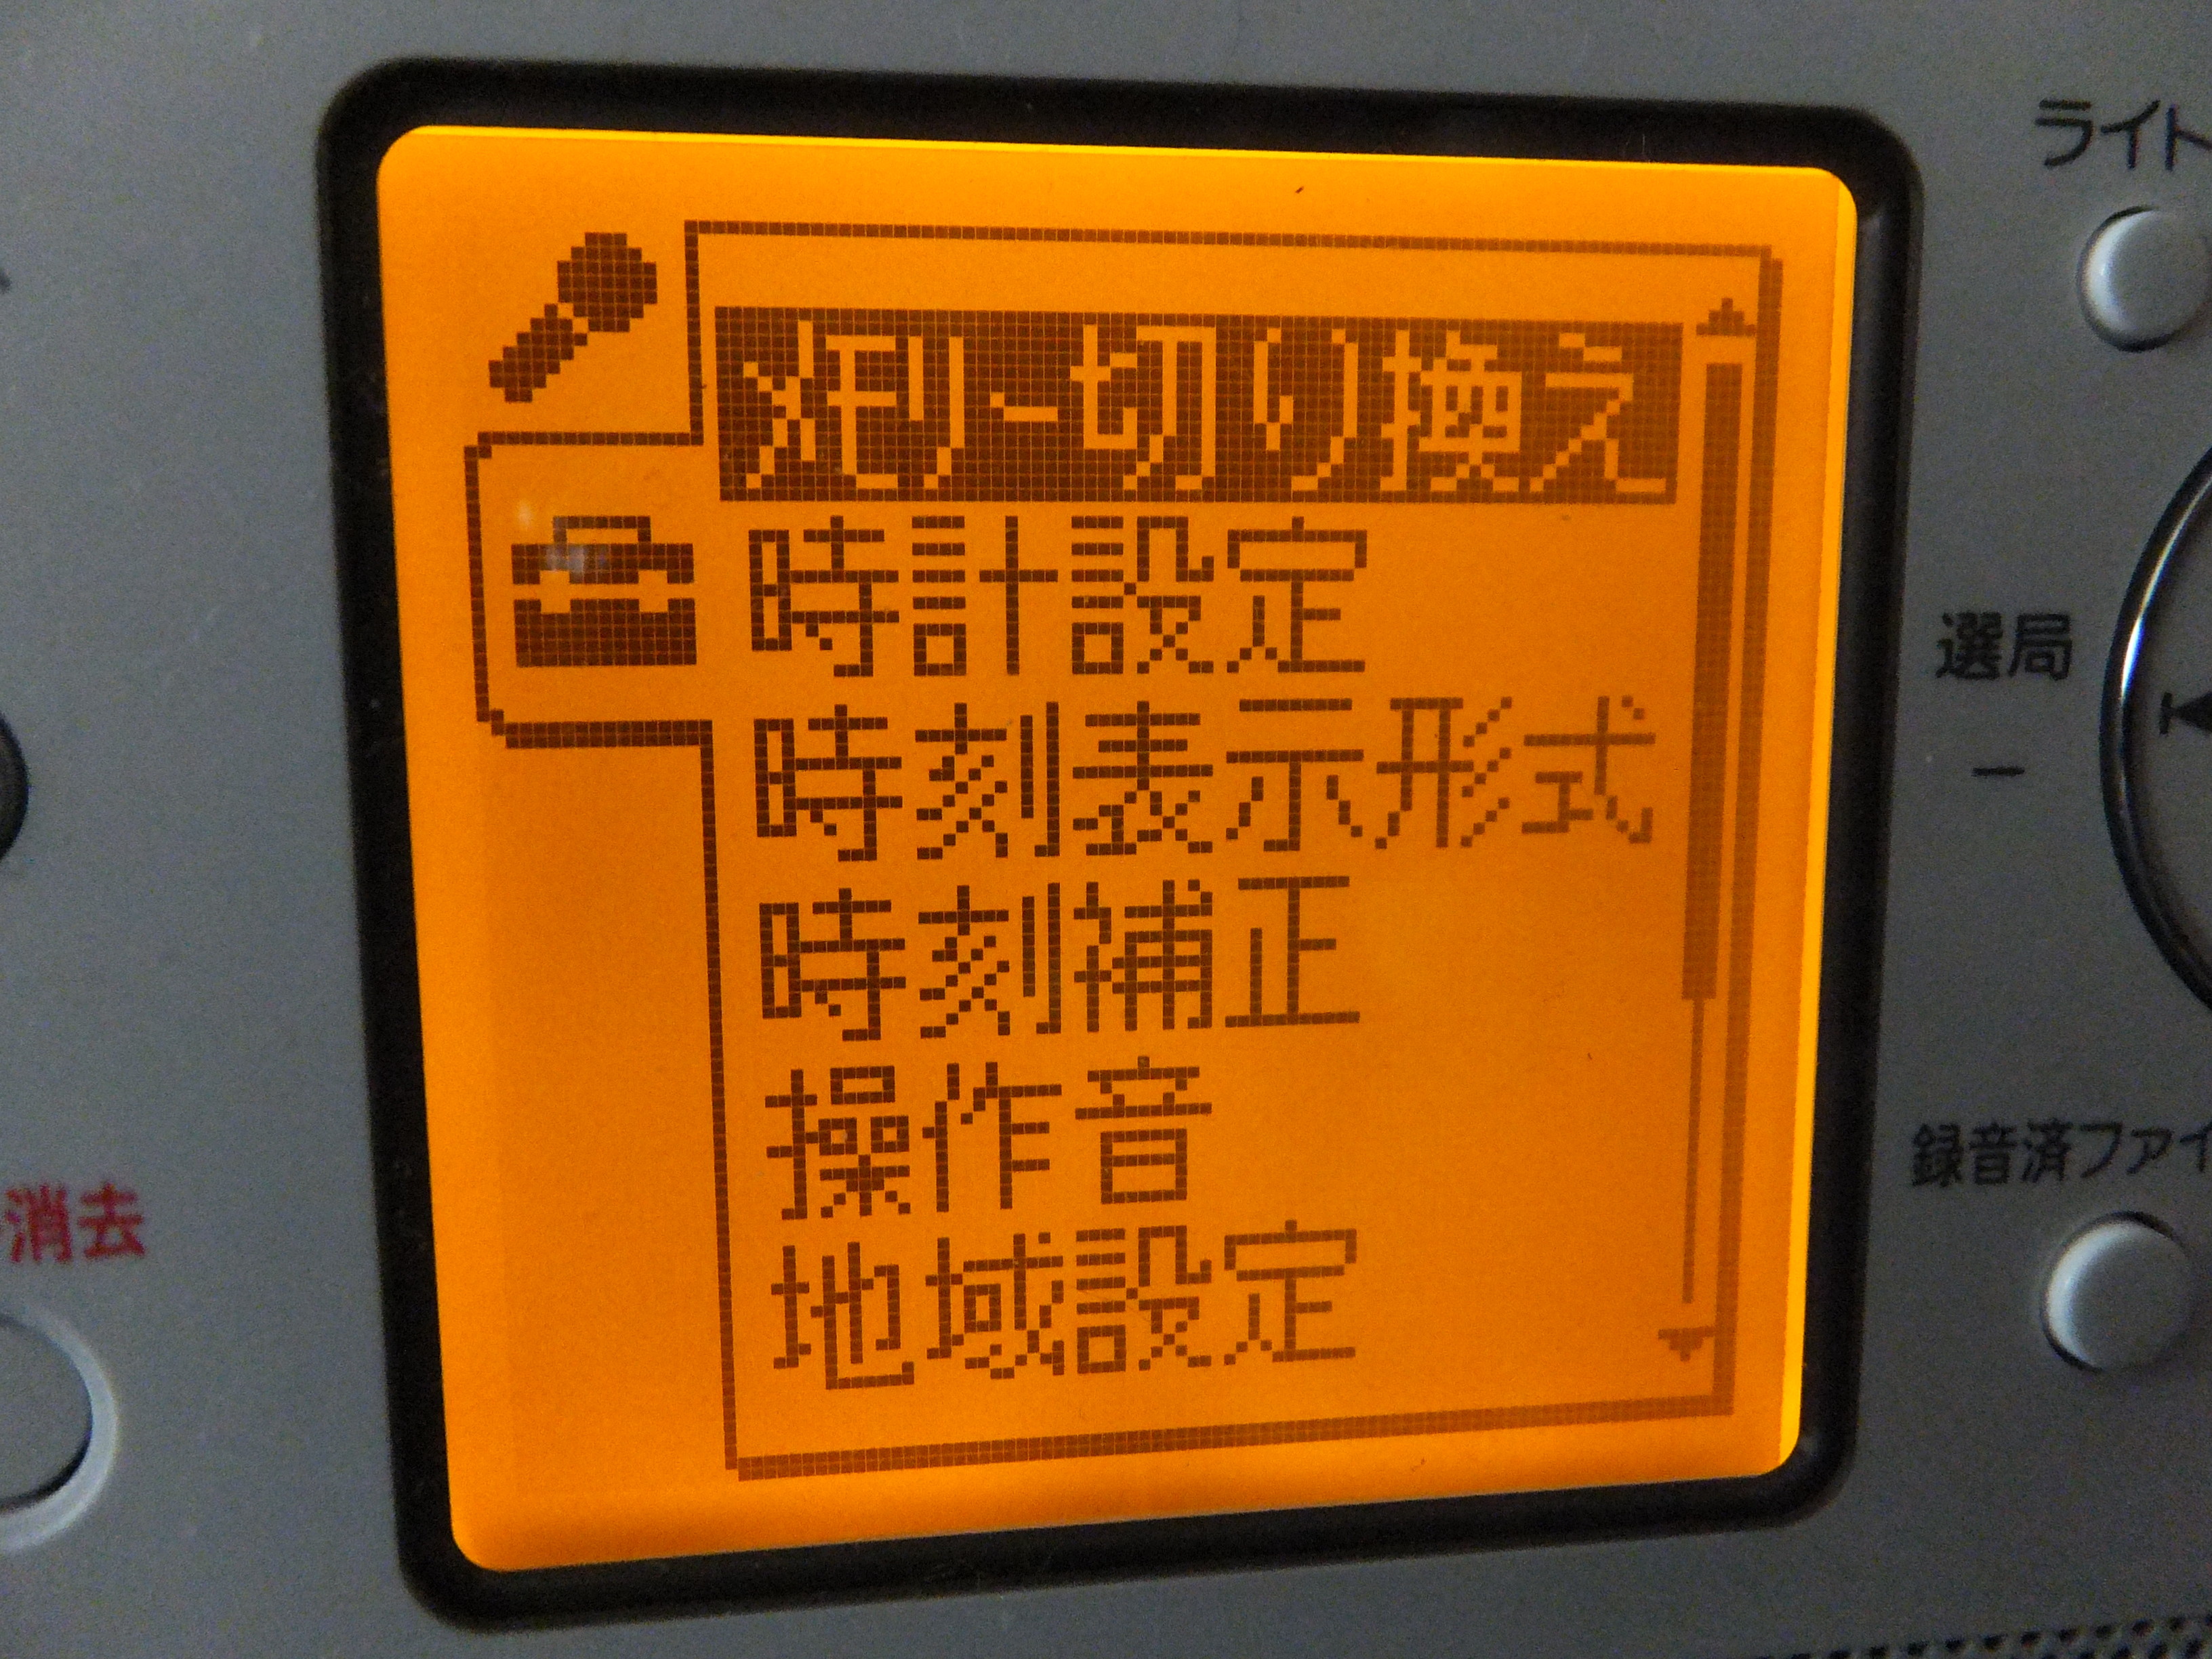 ﾒﾓﾘｰ切り換え
時計設定
時刻表示形式
時刻補正
操作音
地域設定
ライト
選局
−
録音済ファイ
消去